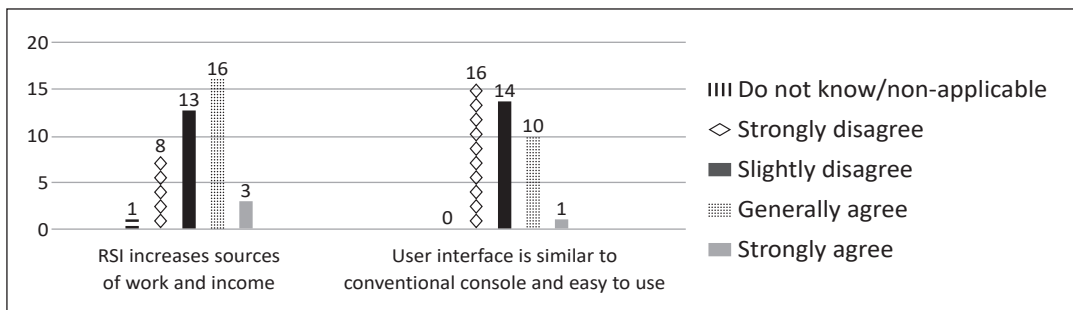 20
15
10
5
0
1
8
13
16
3
0
16
14
10
1
RSI increases sources
of work and income
User interface is similar to
conventional console and easy to use
Do not know/non-applicable
Strongly disagree
Slightly disagree
Generally agree
Strongly agree